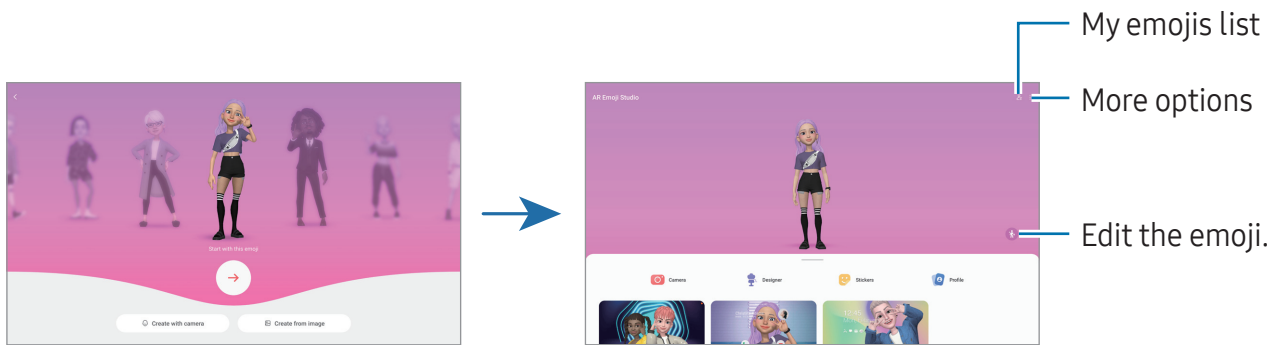 My emojis list
AR Emoji Studio
More options
Start with this emoji
Edit the emoji.
Camera
Designer
Stickers
Profile
Create with camera
Create from image